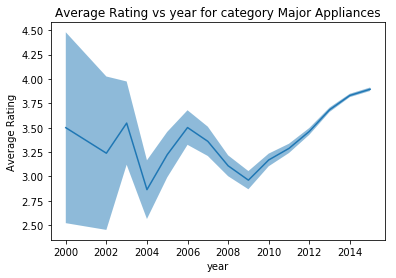 Average Rating vs year for category Major Appliances
4.50
4.25
4.00
3.75
3.50
3.25
3.00
2.75
2.50
Average Rating
2000 2002 2004 2006 2008 2010 2012 2014
year